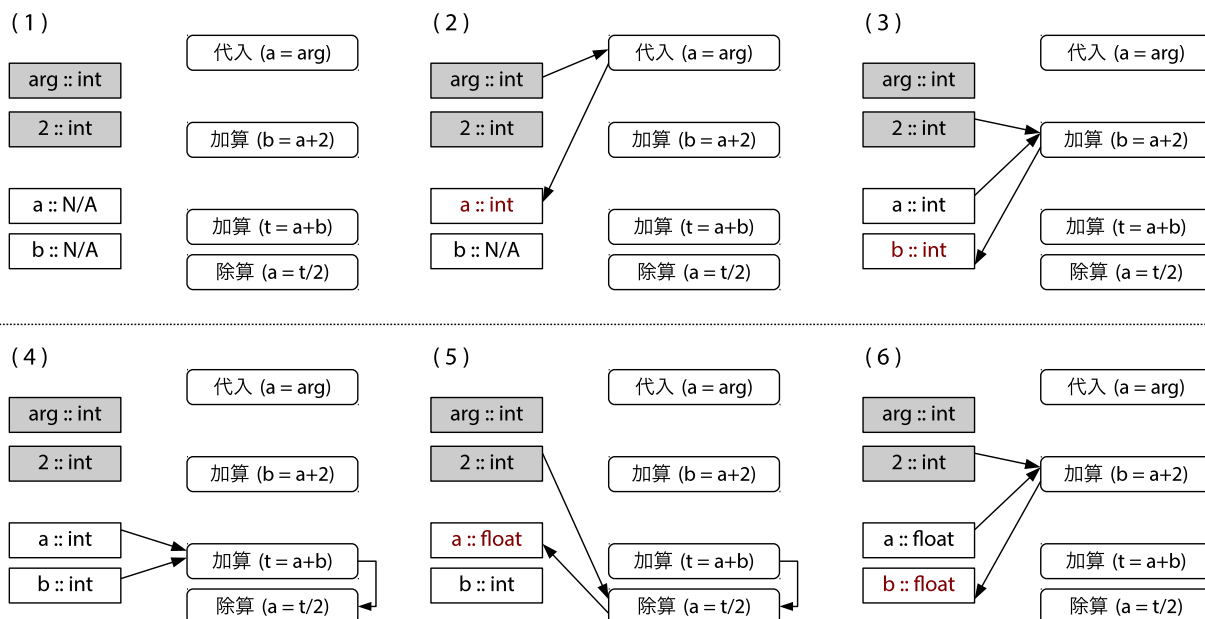 (1)
代入 (a = arg)
arg :: int
2 :: int
加算 (b = a+2)
a :: N/A
加算 (t = a+b)
b :: N/A
除算 (a = t/2)
(2)
代入 (a = arg)
arg :: int
2 :: int
加算 (b = a+2)
a :: int
加算 (t = a+b)
b :: N/A
除算 (a = t/2)
(3)
代入 (a = arg)
arg :: int
2 :: int
加算 (b = a+2)
a :: int
加算 (t = a+b)
b :: int
除算 (a = t/2)
(4)
代入 (a = arg)
arg :: int
2 :: int
加算 (b = a+2)
a :: int
加算 (t = a+b)
b :: int
除算 (a = t/2)
(5)
代入 (a = arg)
arg :: int
2 :: int
加算 (b = a+2)
a :: float
加算 (t = a+b)
b :: int
除算 (a = t/2)
(6)
代入 (a = arg)
arg :: int
2 :: int
加算 (b = a+2)
a :: float
加算 (t = a+b)
b :: float
除算 (a = t/2)